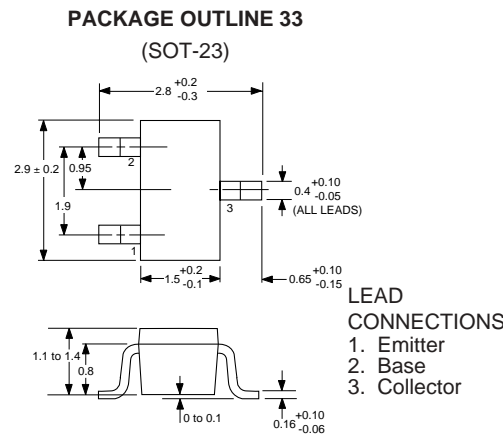 PACKAGE OUTLINE 33
(SOT-23)
2.8 +0.2 -0.3
2
2.9 ± 0.2
0.95
1.9
3
0.4 +0.10 -0.05
(ALL LEADS)
1
1.5 +0.2 -0.1
0.65 +0.10 -0.15
LEAD
CONNECTIONS
1. Emitter
2. Base
3. Collector
1.1 to 1.4
0.8
0 to 0.1
0.16 +0.10 -0.06